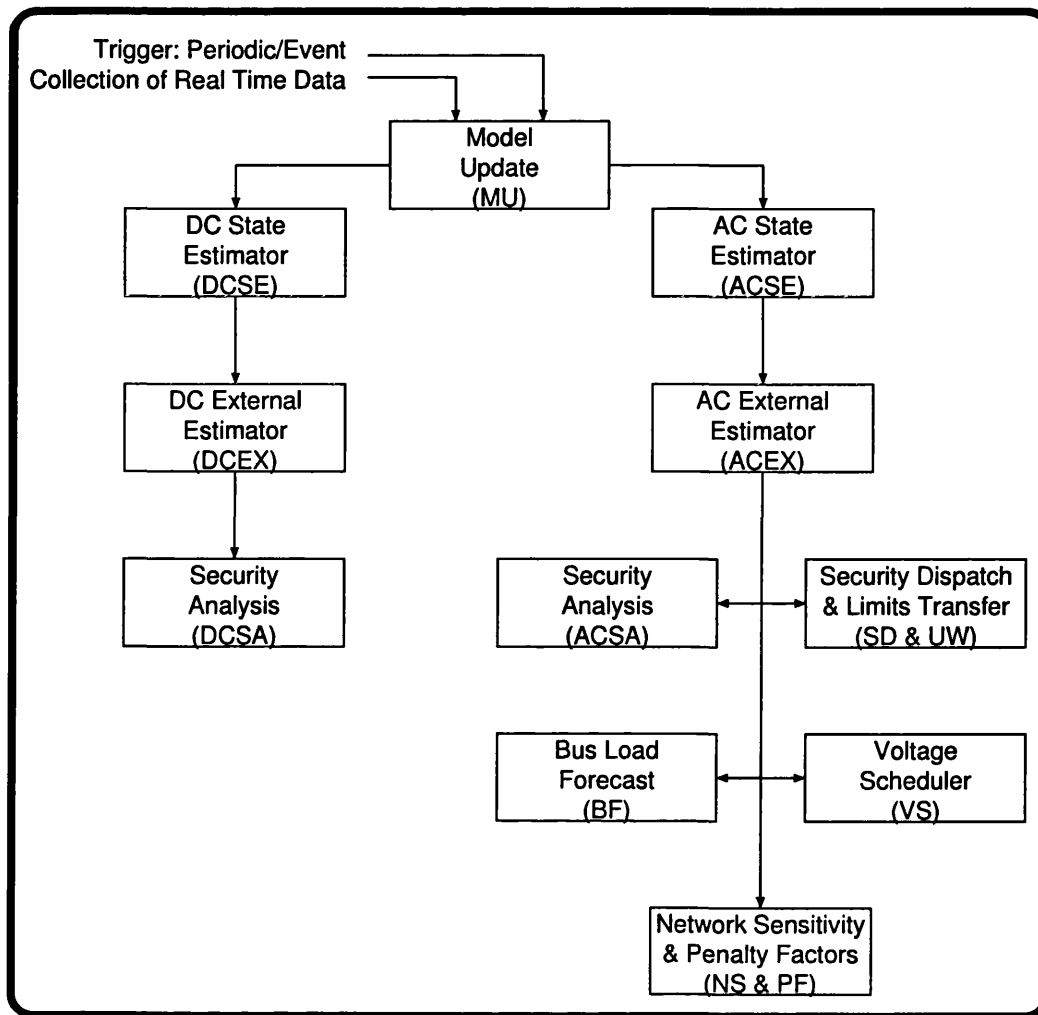 Trigger: Periodic/Event
Collection of Real Time Data
Model
Update
(MU)
DC State
Estimator
(DCSE)
AC State
Estimator
(ACSE)
DC External
Estimator
(DCEX)
AC External
Estimator
(ACEX)
Security
Analysis
(DCSA)
Security
Analysis
(ACSA)
Security Dispatch
& Limits Transfer
(SD & UW)
Bus Load
Forecast
(BF)
Voltage
Scheduler
(VS)
Network Sensitivity
& Penalty Factors
(NS & PF)